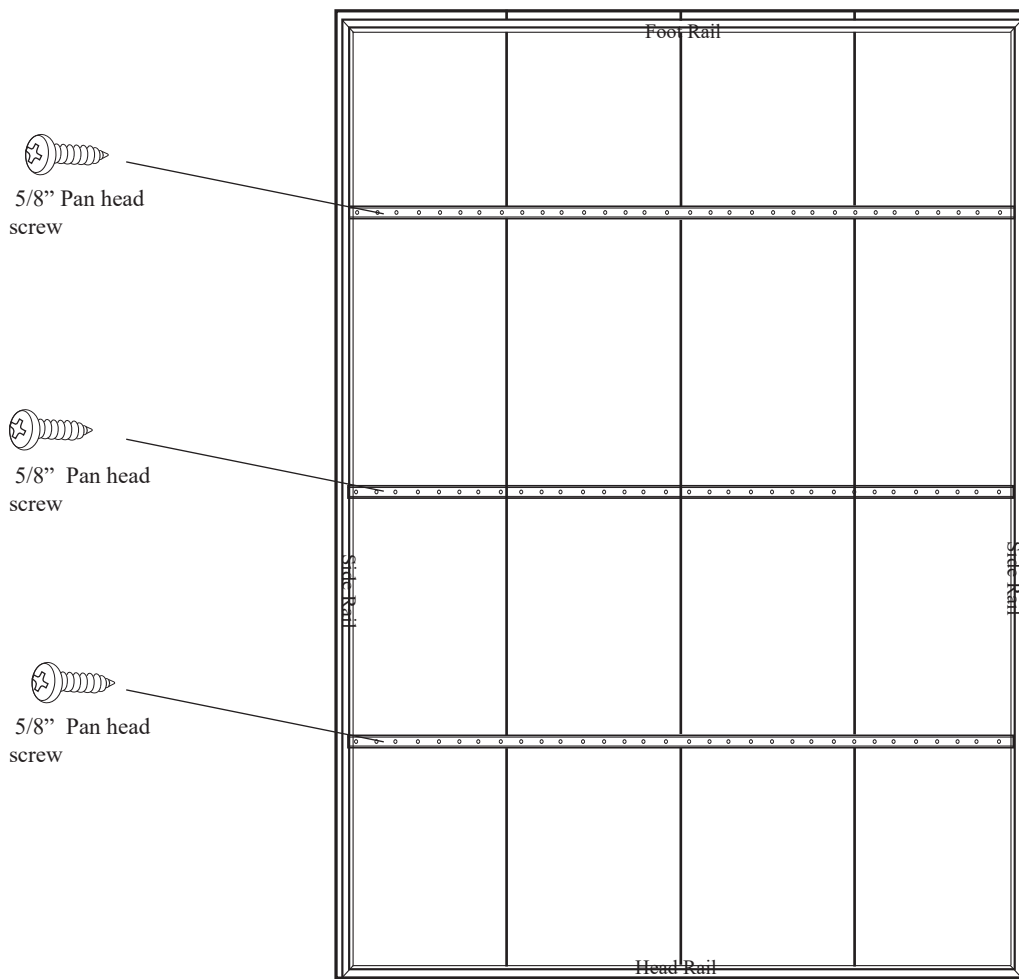 Foot Rail
5/8” Pan head
screw
5/8” Pan head
screw
Side Rail
Side Rail
5/8” Pan head
screw
Head Rail